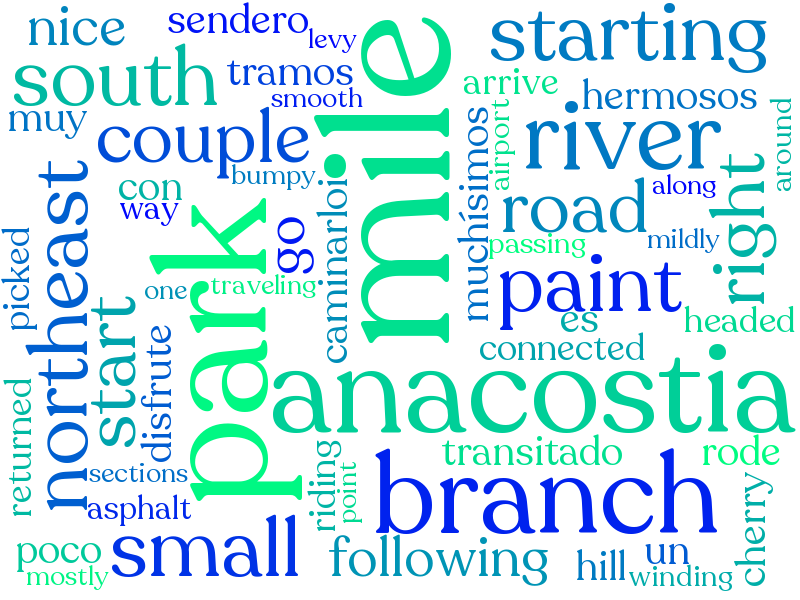 nice
sendero
levy
starting
south
tramos
smooth
mile
arrive
hermosos
muy
couple
bumpy
airport
muchísimos
river
around
con
way
caminarloi
road
along
right
northeast
park
go
passing
mildly
picked
one
traveling
paint
es
headed
start
disfrute
connected
anacostia
returned
sections
asphalt
riding
point
transitado
rode
branch
cherry
poco
mostly
small
following
hill
un
winding